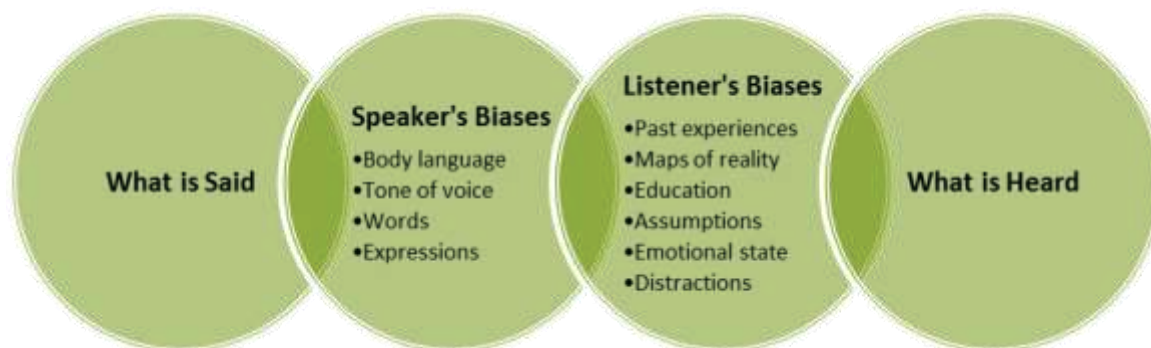 What is Said
Speaker's Biases
•Body language
•Tone of voice
•Words
•Expressions
Listener's Biases
•Past experiences
•Maps of reality
•Education
•Assumptions
•Emotional state
•Distractions
What is Heard